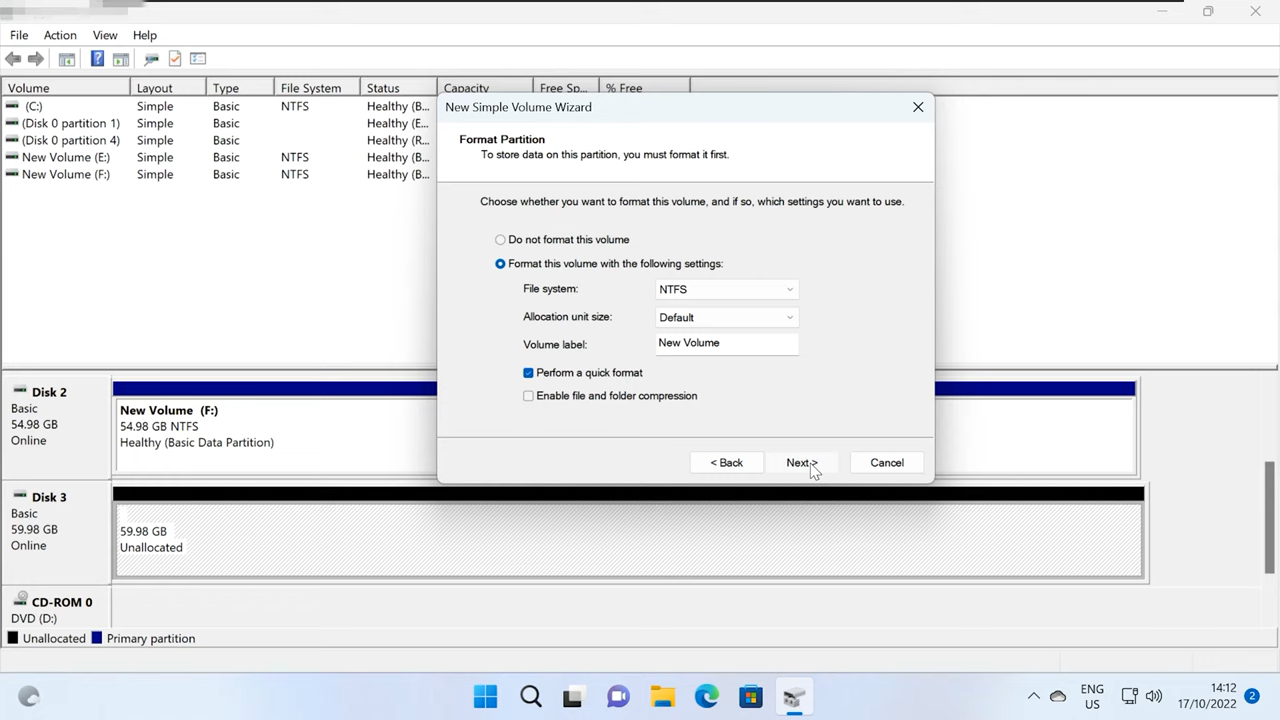 File Action View Help
Volume Layout Type File System Status Capacity Free Sp... % Free
(C:) Simple Basic NTFS Healthy (B...
(Disk 0 partition 1) Simple Basic Healthy (E...
(Disk 0 partition 4) Simple Basic Healthy (R...
New Volume (E:) Simple Basic NTFS Healthy (B...
New Volume (F:) Simple Basic NTFS Healthy (B...
New Simple Volume Wizard
Format Partition
To store data on this partition, you must format it first.
Choose whether you want to format this volume, and if so, which settings you want to use.
Do not format this volume
Format this volume with the following settings:
File system: NTFS
Allocation unit size: Default
Volume label: New Volume
Perform a quick format
Enable file and folder compression
< Back Next > Cancel
Disk 2
Basic
54.98 GB
Online
New Volume (F:)
54.98 GB NTFS
Healthy (Basic Data Partition)
Disk 3
Basic
59.98 GB
Online
59.98 GB
Unallocated
CD-ROM 0
DVD (D:)
Unallocated Primary partition
ENG
US
14:12
17/10/2022
2